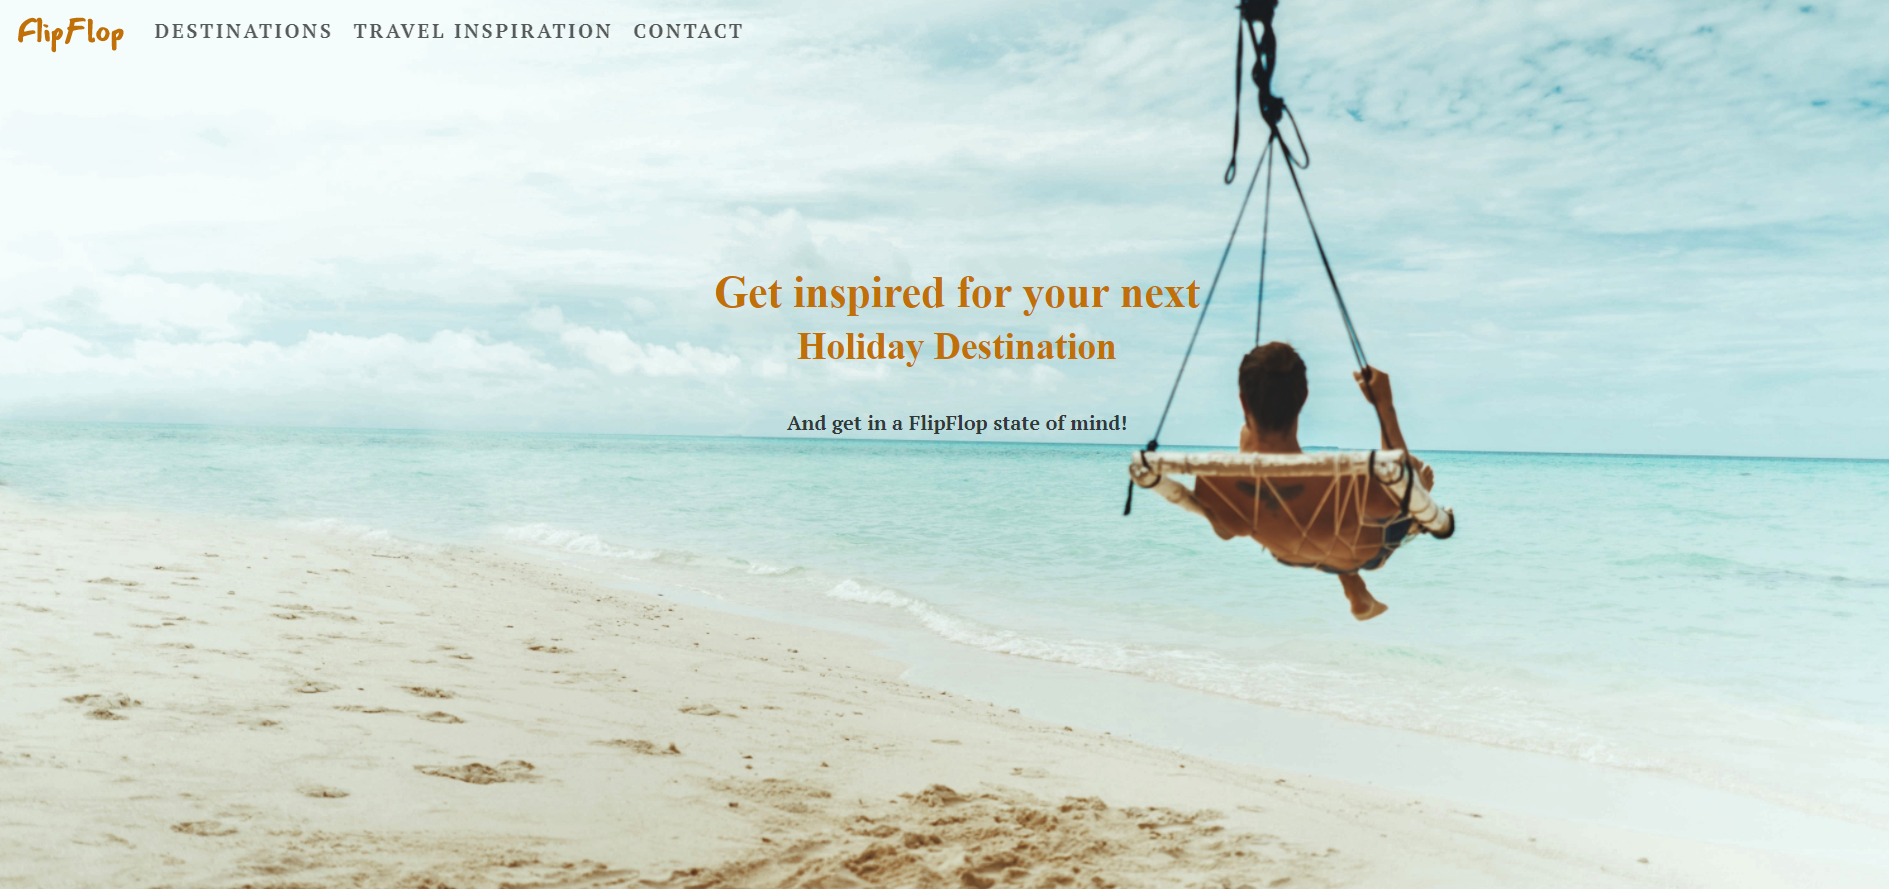 FlipFlop DESTINATIONS TRAVEL INSPIRATION CONTACT
Get inspired for your next
Holiday Destination
And get in a FlipFlop state of mind!